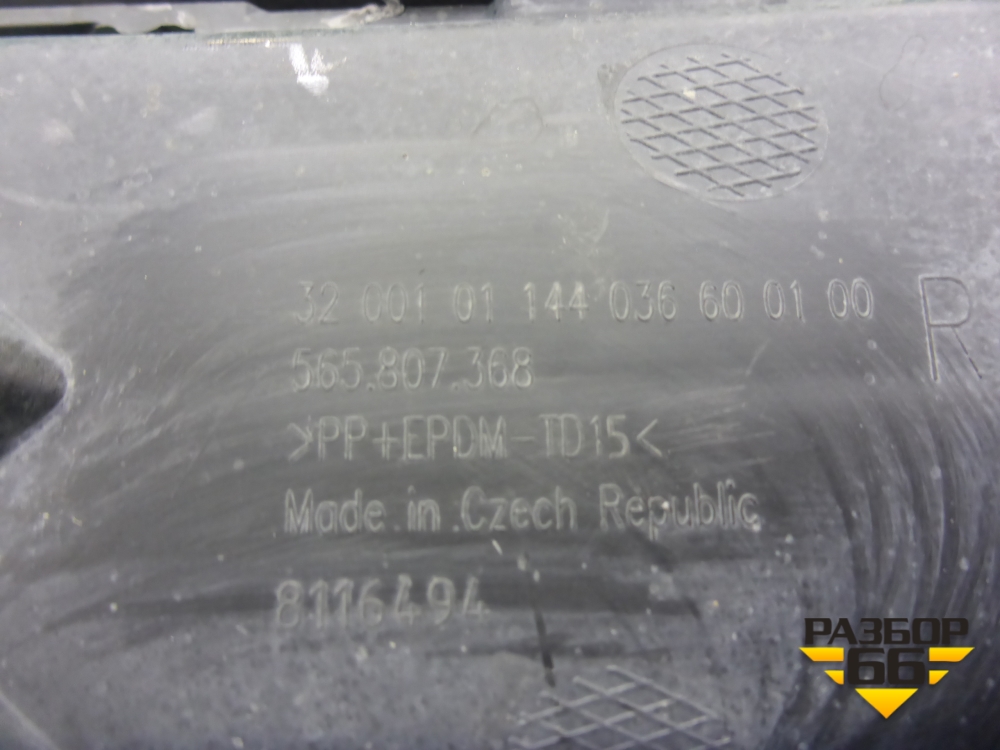 32 001 01 144 036 60 01 00
R
565.807.368
>PP+EPDM-TD15<
Made in Czech Republic
8116494
РАЗБОР
66